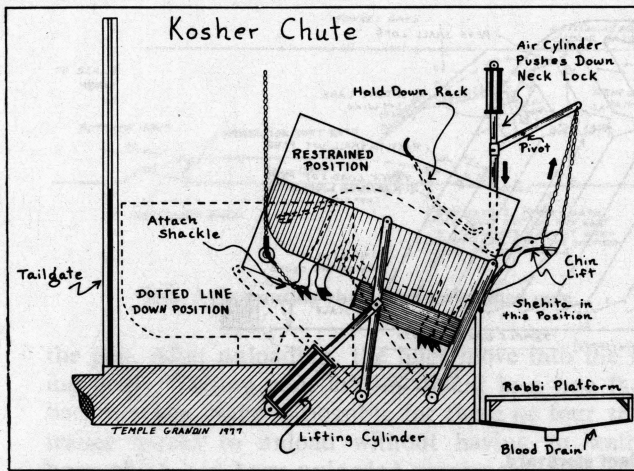 Kosher Chute
Air Cylinder
Pushes Down
Neck Lock
Hold Down Rack
Pivot
RESTRAINED
POSITION
Attach
Shackle
Tailgate
Chin
Lift
DOTTED LINE
DOWN POSITION
Shehita in
this Position
Rabbi Platform
TEMPLE GRANDIN 1977
Lifting Cylinder
Blood Drain